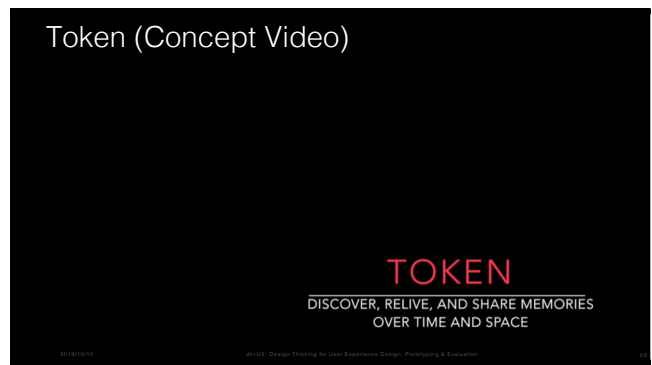 Token (Concept Video)
TOKEN
DISCOVER, RELIVE, AND SHARE MEMORIES
OVER TIME AND SPACE
2016/10/10
dt+UX: Design Thinking for User Experience Design, Prototyping & Evaluation